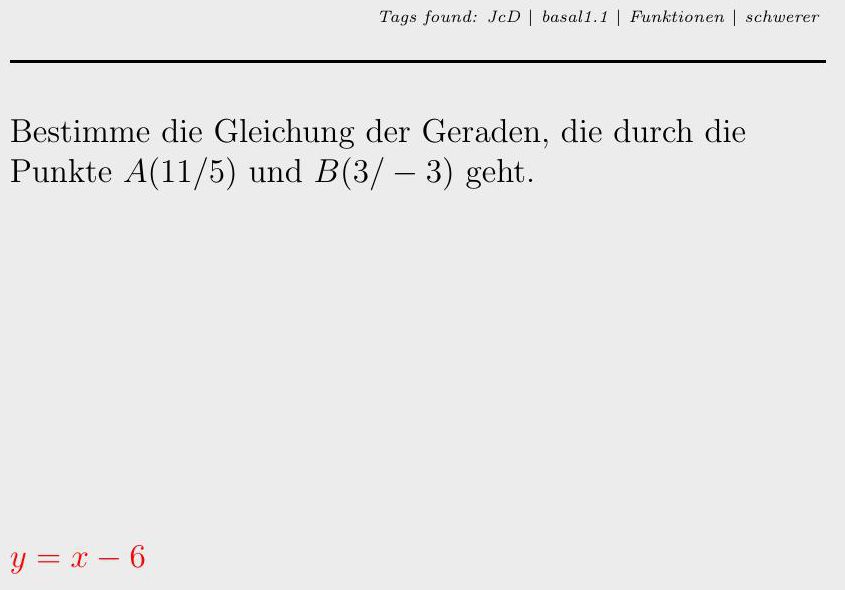 Tags found: JcD | basal1.1 | Funktionen | schwerer
Bestimme die Gleichung der Geraden, die durch die
Punkte A(11/5) und B(3/ − 3) geht.
y = x − 6